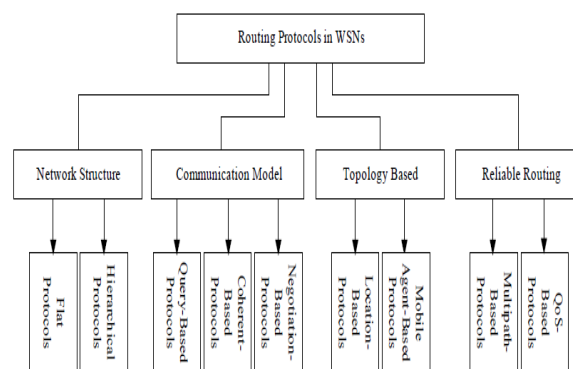 Routing Protocols in WSNs
Network Structure
Communication Model
Topology Based
Reliable Routing
Flat
Protocols
Hierarchical
Protocols
Query-Based
Protocols
Coherent-
Based
Protocols
Negotiation-
Based
Protocols
Location-
Based
Protocols
Mobile
Agent-Based
Protocols
Multipath-
Based
Protocols
QoS-
Based
Protocols